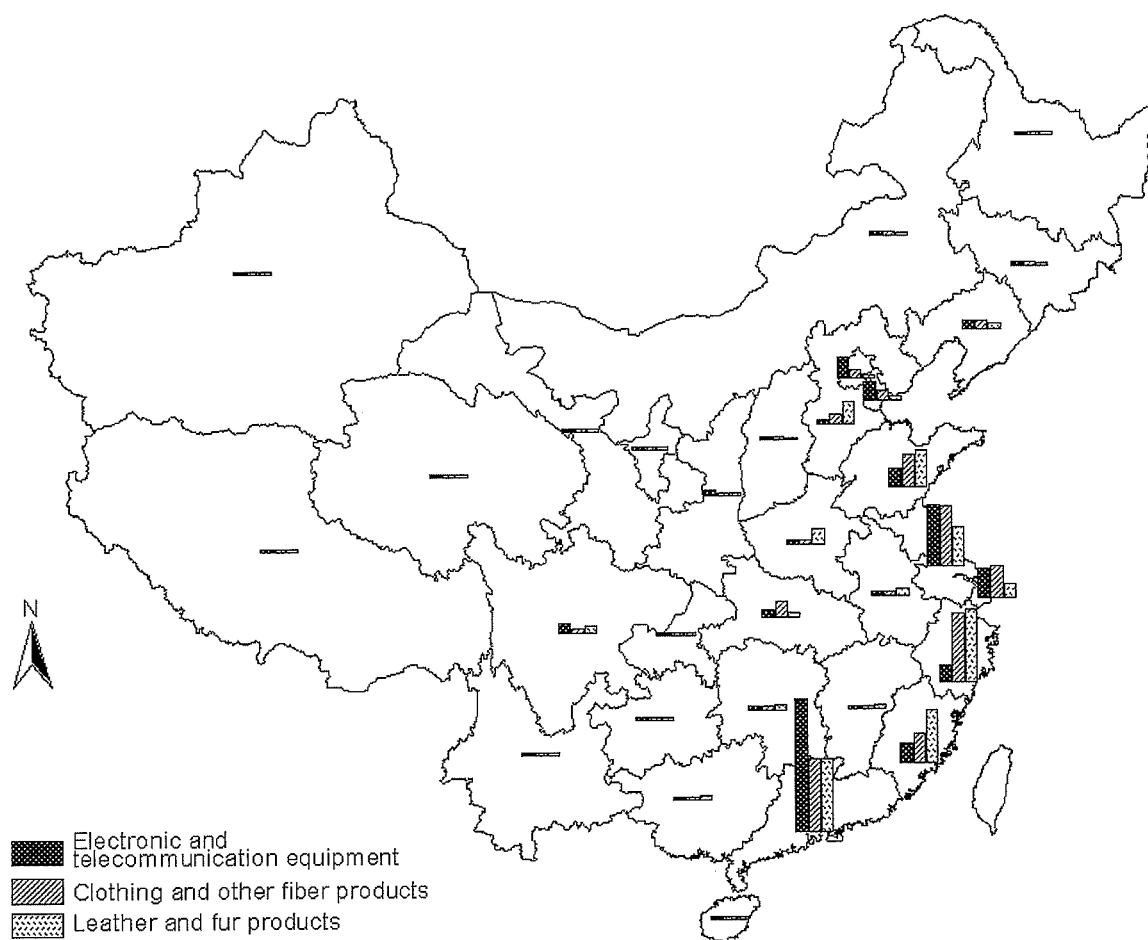 N
Electronic and
telecommunication equipment
Clothing and other fiber products
Leather and fur products